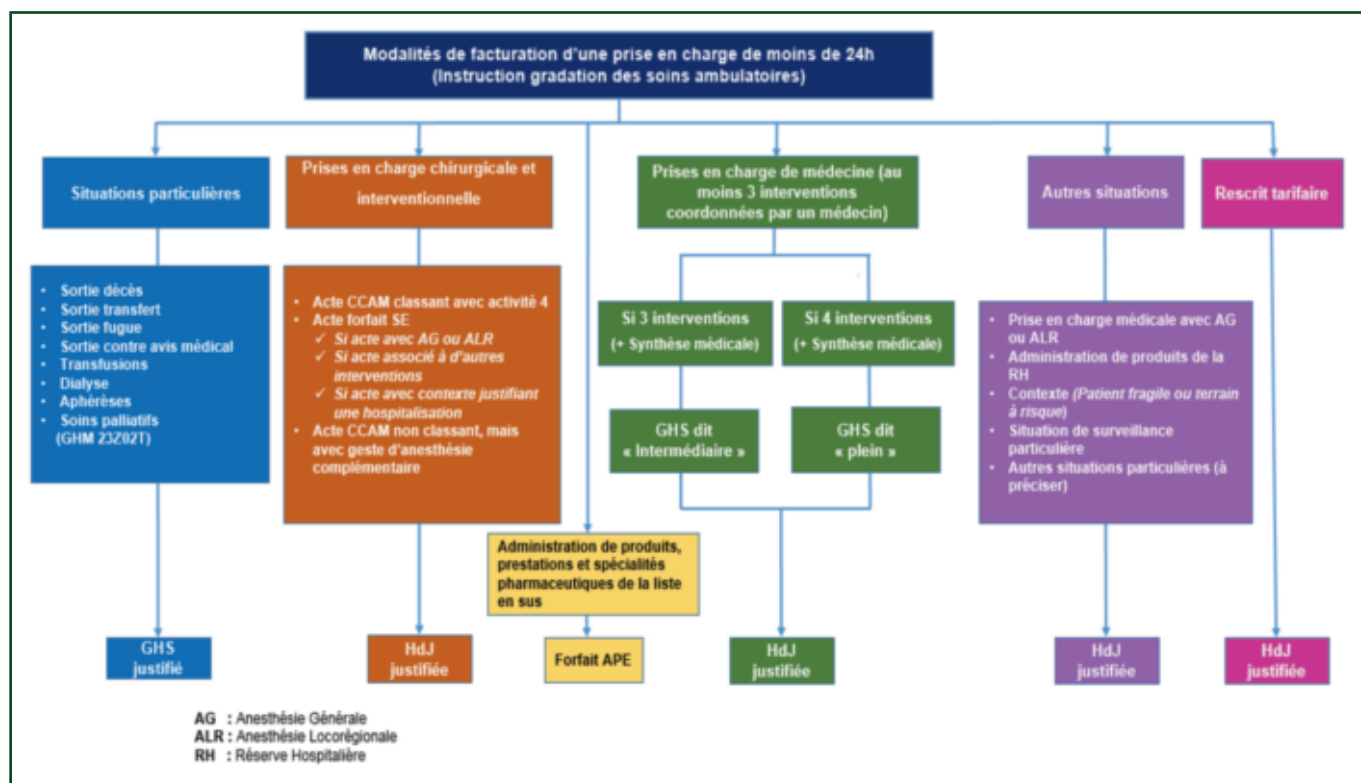 Modalités de facturation d'une prise en charge de moins de 24h
(Instruction gradation des soins ambulatoires)
Situations particulières
Prises en charge chirurgicale et
interventionnelle
Prises en charge de médecine (au
moins 3 interventions
coordonnées par un médecin)
Autres situations
Rescrit tarifaire
• Sortie décès
• Sortie transfert
• Sortie fugue
• Sortie contre avis médical
• Transfusions
• Dialyse
• Aphérèses
• Soins palliatifs
(GHM 23Z02T)
• Acte CCAM classant avec activité 4
• Acte forfait SE
✓ Si acte avec AG ou ALR
✓ Si acte associé à d'autres
interventions
✓ Si acte avec contexte justifiant
une hospitalisation
• Acte CCAM non classant, mais
avec geste d'anesthésie
complémentaire
Si 3 interventions
(+ Synthèse médicale)
Si 4 interventions
(+ Synthèse médicale)
GHS dit
« Intermédiaire »
GHS dit
« plein »
• Prise en charge médicale avec AG
ou ALR
• Administration de produits de la
RH
• Contexte (Patient fragile ou terrain
à risque)
• Situation de surveillance
particulière
• Autres situations particulières (à
préciser)
Administration de produits,
prestations et spécialités
pharmaceutiques de la liste
en sus
GHS
justifié
HdJ
justifiée
Forfait APE
HdJ
justifiée
HdJ
justifiée
HdJ
justifiée
AG : Anesthésie Générale
ALR : Anesthésie Locorégionale
RH : Réserve Hospitalière